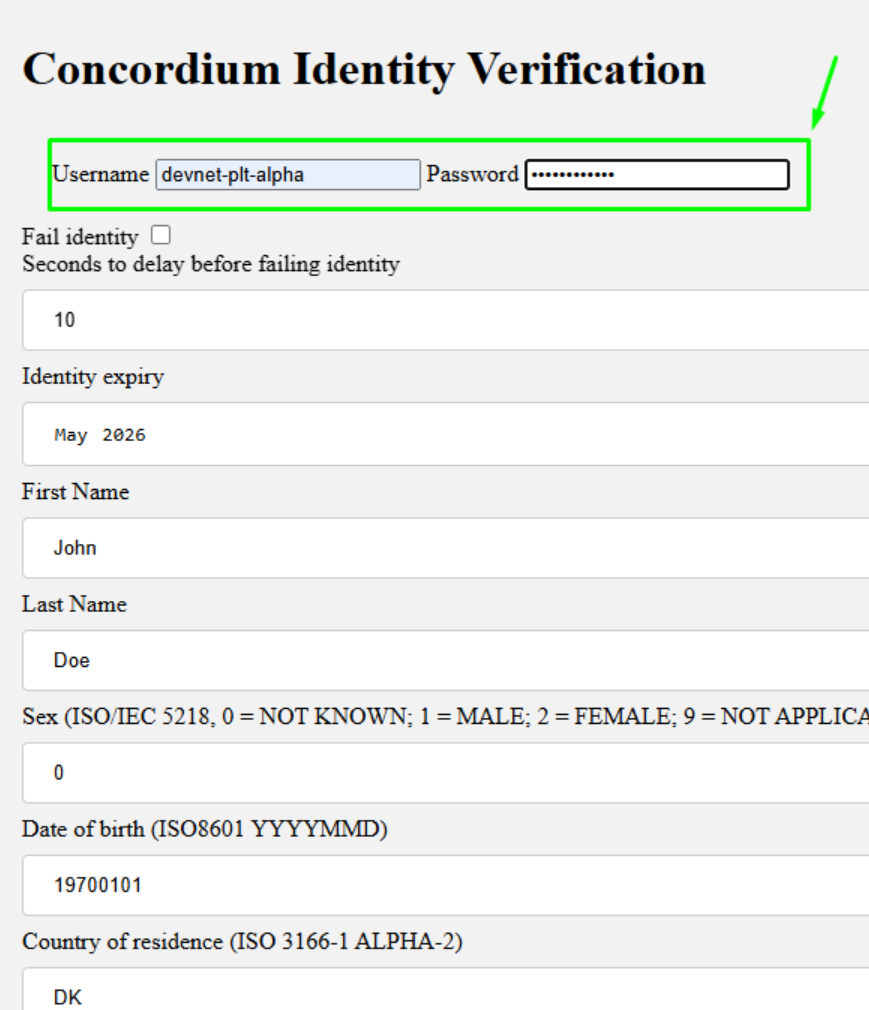 Concordium Identity Verification
Username devnet-plt-alpha Password ••••••••••••
Fail identity
Seconds to delay before failing identity
10
Identity expiry
May 2026
First Name
John
Last Name
Doe
Sex (ISO/IEC 5218, 0 = NOT KNOWN; 1 = MALE; 2 = FEMALE; 9 = NOT APPLICA
0
Date of birth (ISO8601 YYYYMMD)
19700101
Country of residence (ISO 3166-1 ALPHA-2)
DK